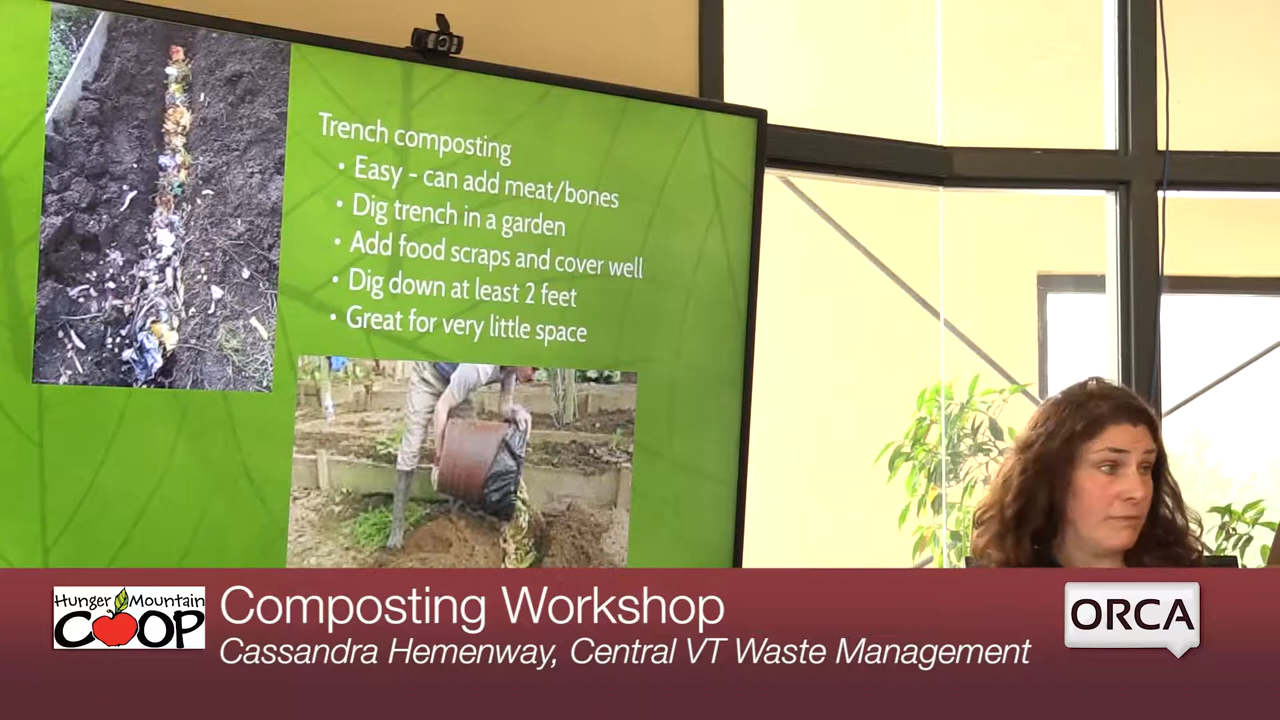 Trench composting
• Easy - can add meat/bones
• Dig trench in a garden
• Add food scraps and cover well
• Dig down at least 2 feet
• Great for very little space
Hunger Mountain
COOP
Composting Workshop
Cassandra Hemenway, Central VT Waste Management
ORCA